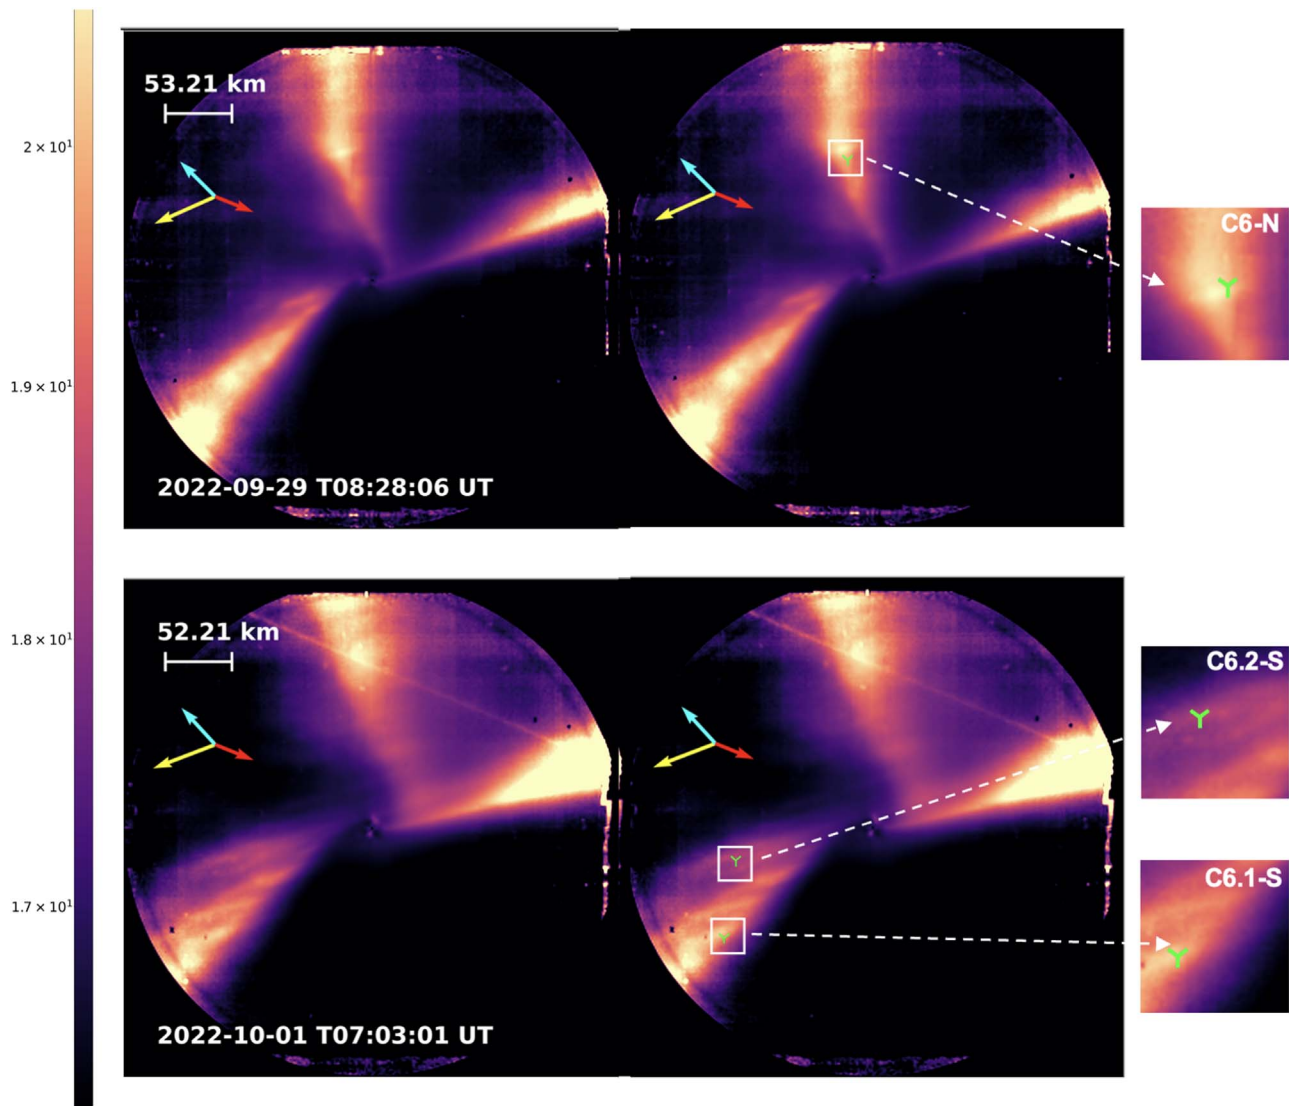 53.21 km
2 × 10¹
C6-N
1.9 × 10¹
2022-09-29 T08:28:06 UT
52.21 km
1.8 × 10¹
C6.2-S
C6.1-S
1.7 × 10¹
2022-10-01 T07:03:01 UT